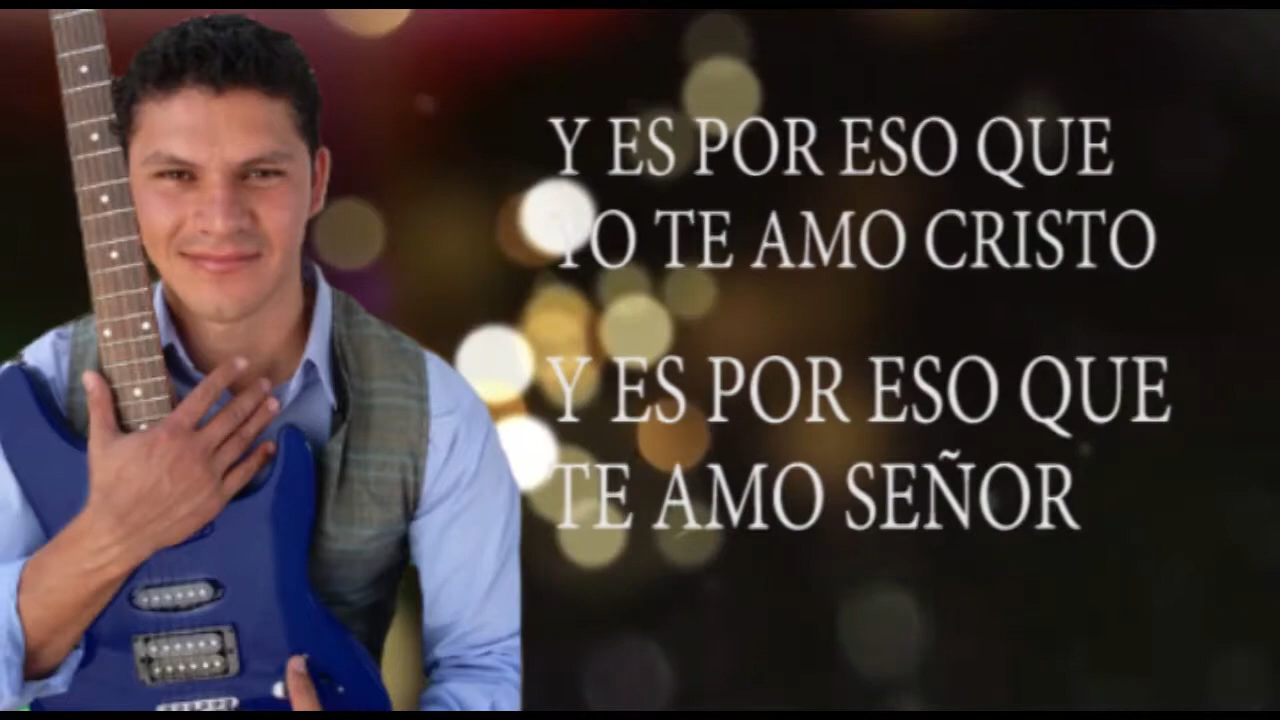 Y ES POR ESO QUE
YO TE AMO CRISTO
Y ES POR ESO QUE
TE AMO SEÑOR